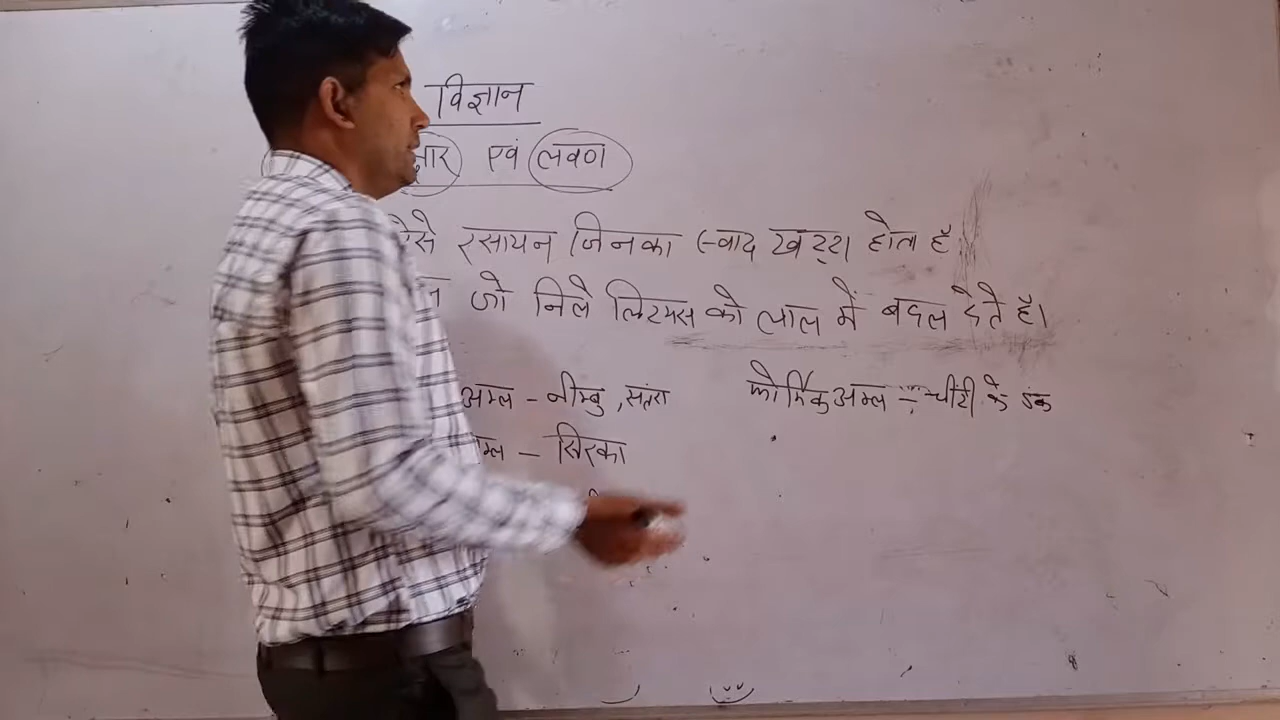 विज्ञान
एवं लवण
रसायन जिनका स्वाद खट्टा होता है
जो निले लिटमस को लाल में बदल देते है।
अम्ल - नीम्बु, संतरा फोर्मिक अम्ल - चींटी के डंक
- सिरका